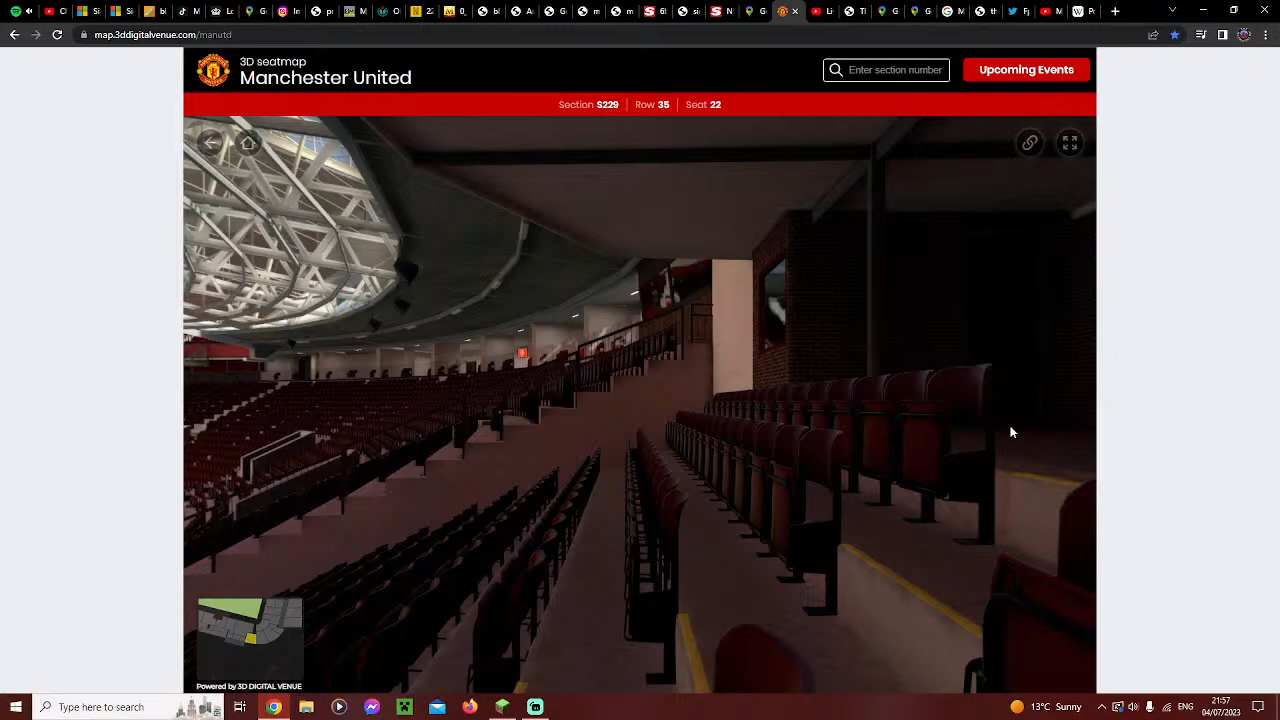 map.3ddigitalvenue.com/manutd
3D seatmap
Manchester United
Enter section number
Upcoming Events
Section S229
Row 35
Seat 22
Powered by 3D DIGITAL VENUE
Type here to search
13°C Sunny
ENG
21:57
04/07/2023